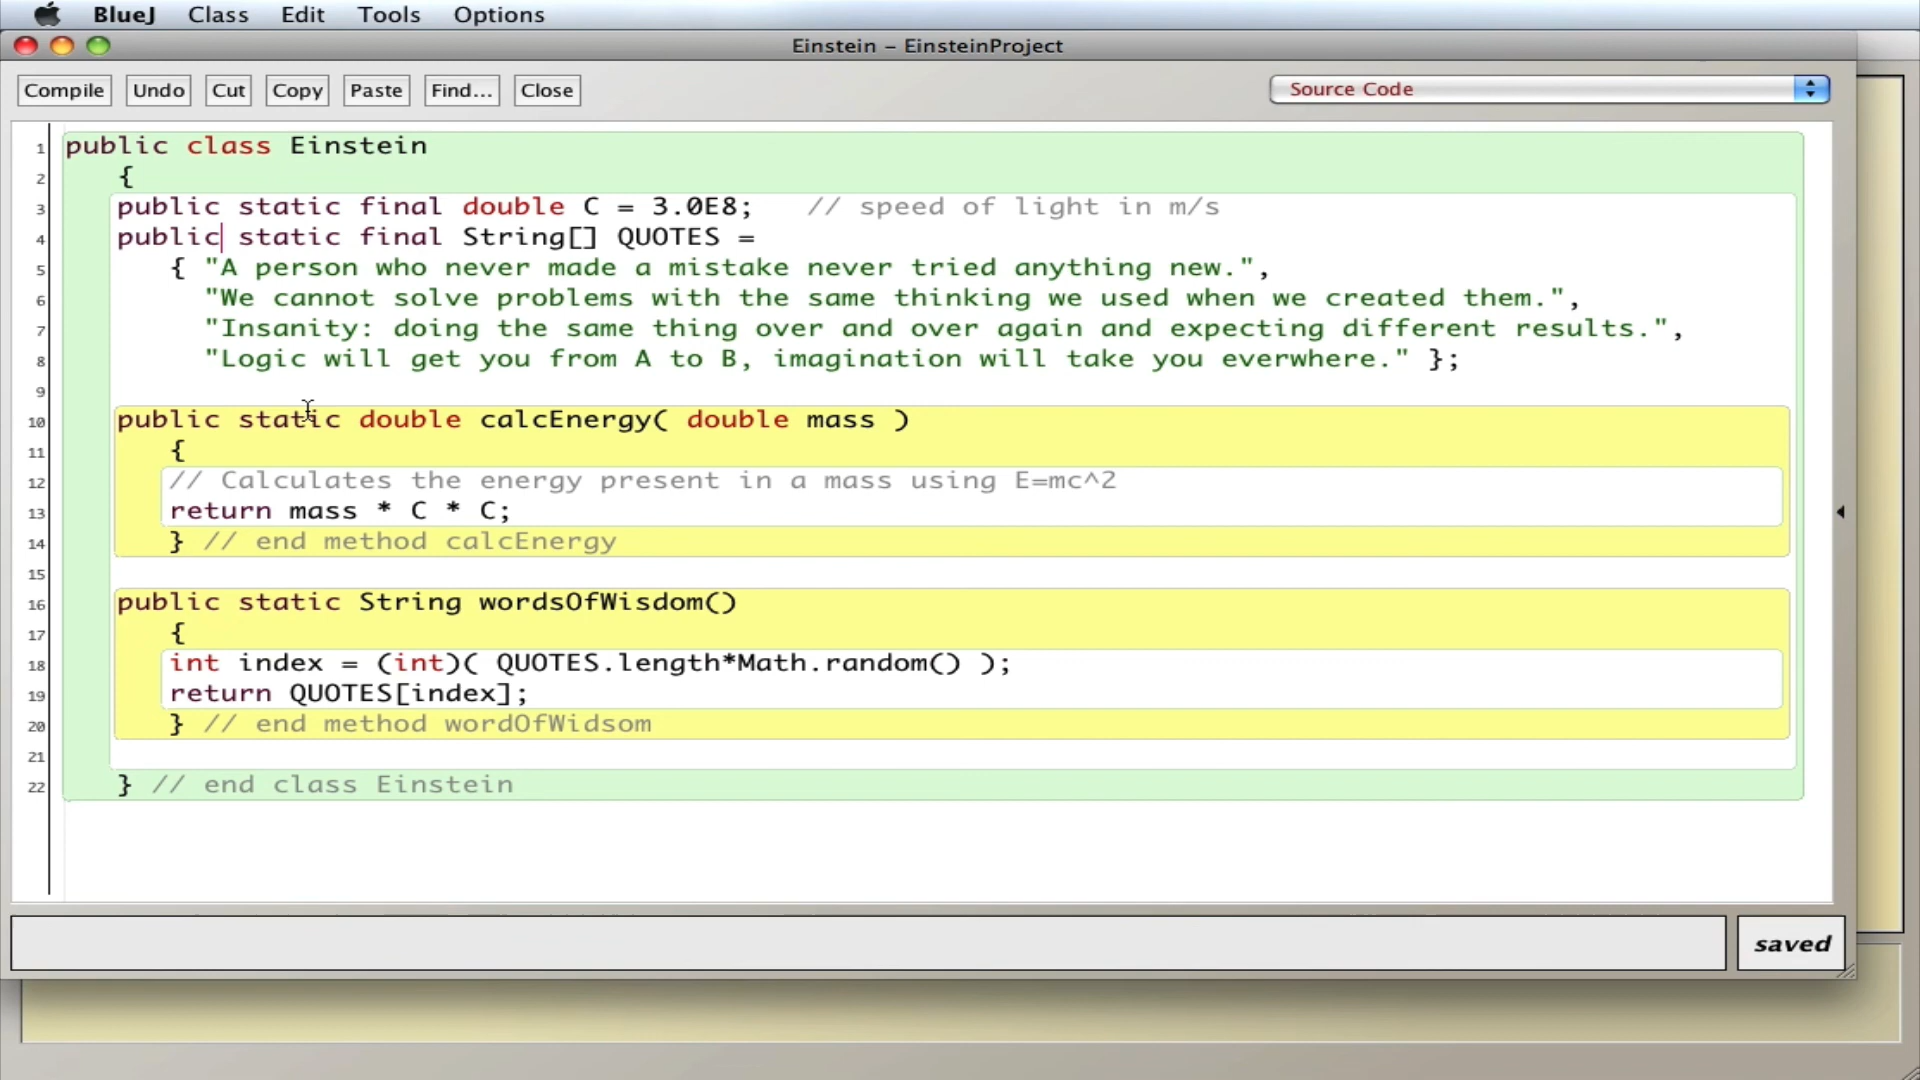 BlueJ Class Edit Tools Options
Einstein – EinsteinProject
Compile Undo Cut Copy Paste Find... Close Source Code
1 public class Einstein
2 {
3 public static final double C = 3.0E8; // speed of light in m/s
4 public static final String[] QUOTES =
5 { "A person who never made a mistake never tried anything new.",
6 "We cannot solve problems with the same thinking we used when we created them.",
7 "Insanity: doing the same thing over and over again and expecting different results.",
8 "Logic will get you from A to B, imagination will take you everwhere." };
9
10 public static double calcEnergy( double mass )
11 {
12 // Calculates the energy present in a mass using E=mc^2
13 return mass * C * C;
14 } // end method calcEnergy
15
16 public static String wordsOfWisdom()
17 {
18 int index = (int)( QUOTES.length*Math.random() );
19 return QUOTES[index];
20 } // end method wordOfWidsom
21
22 } // end class Einstein
saved